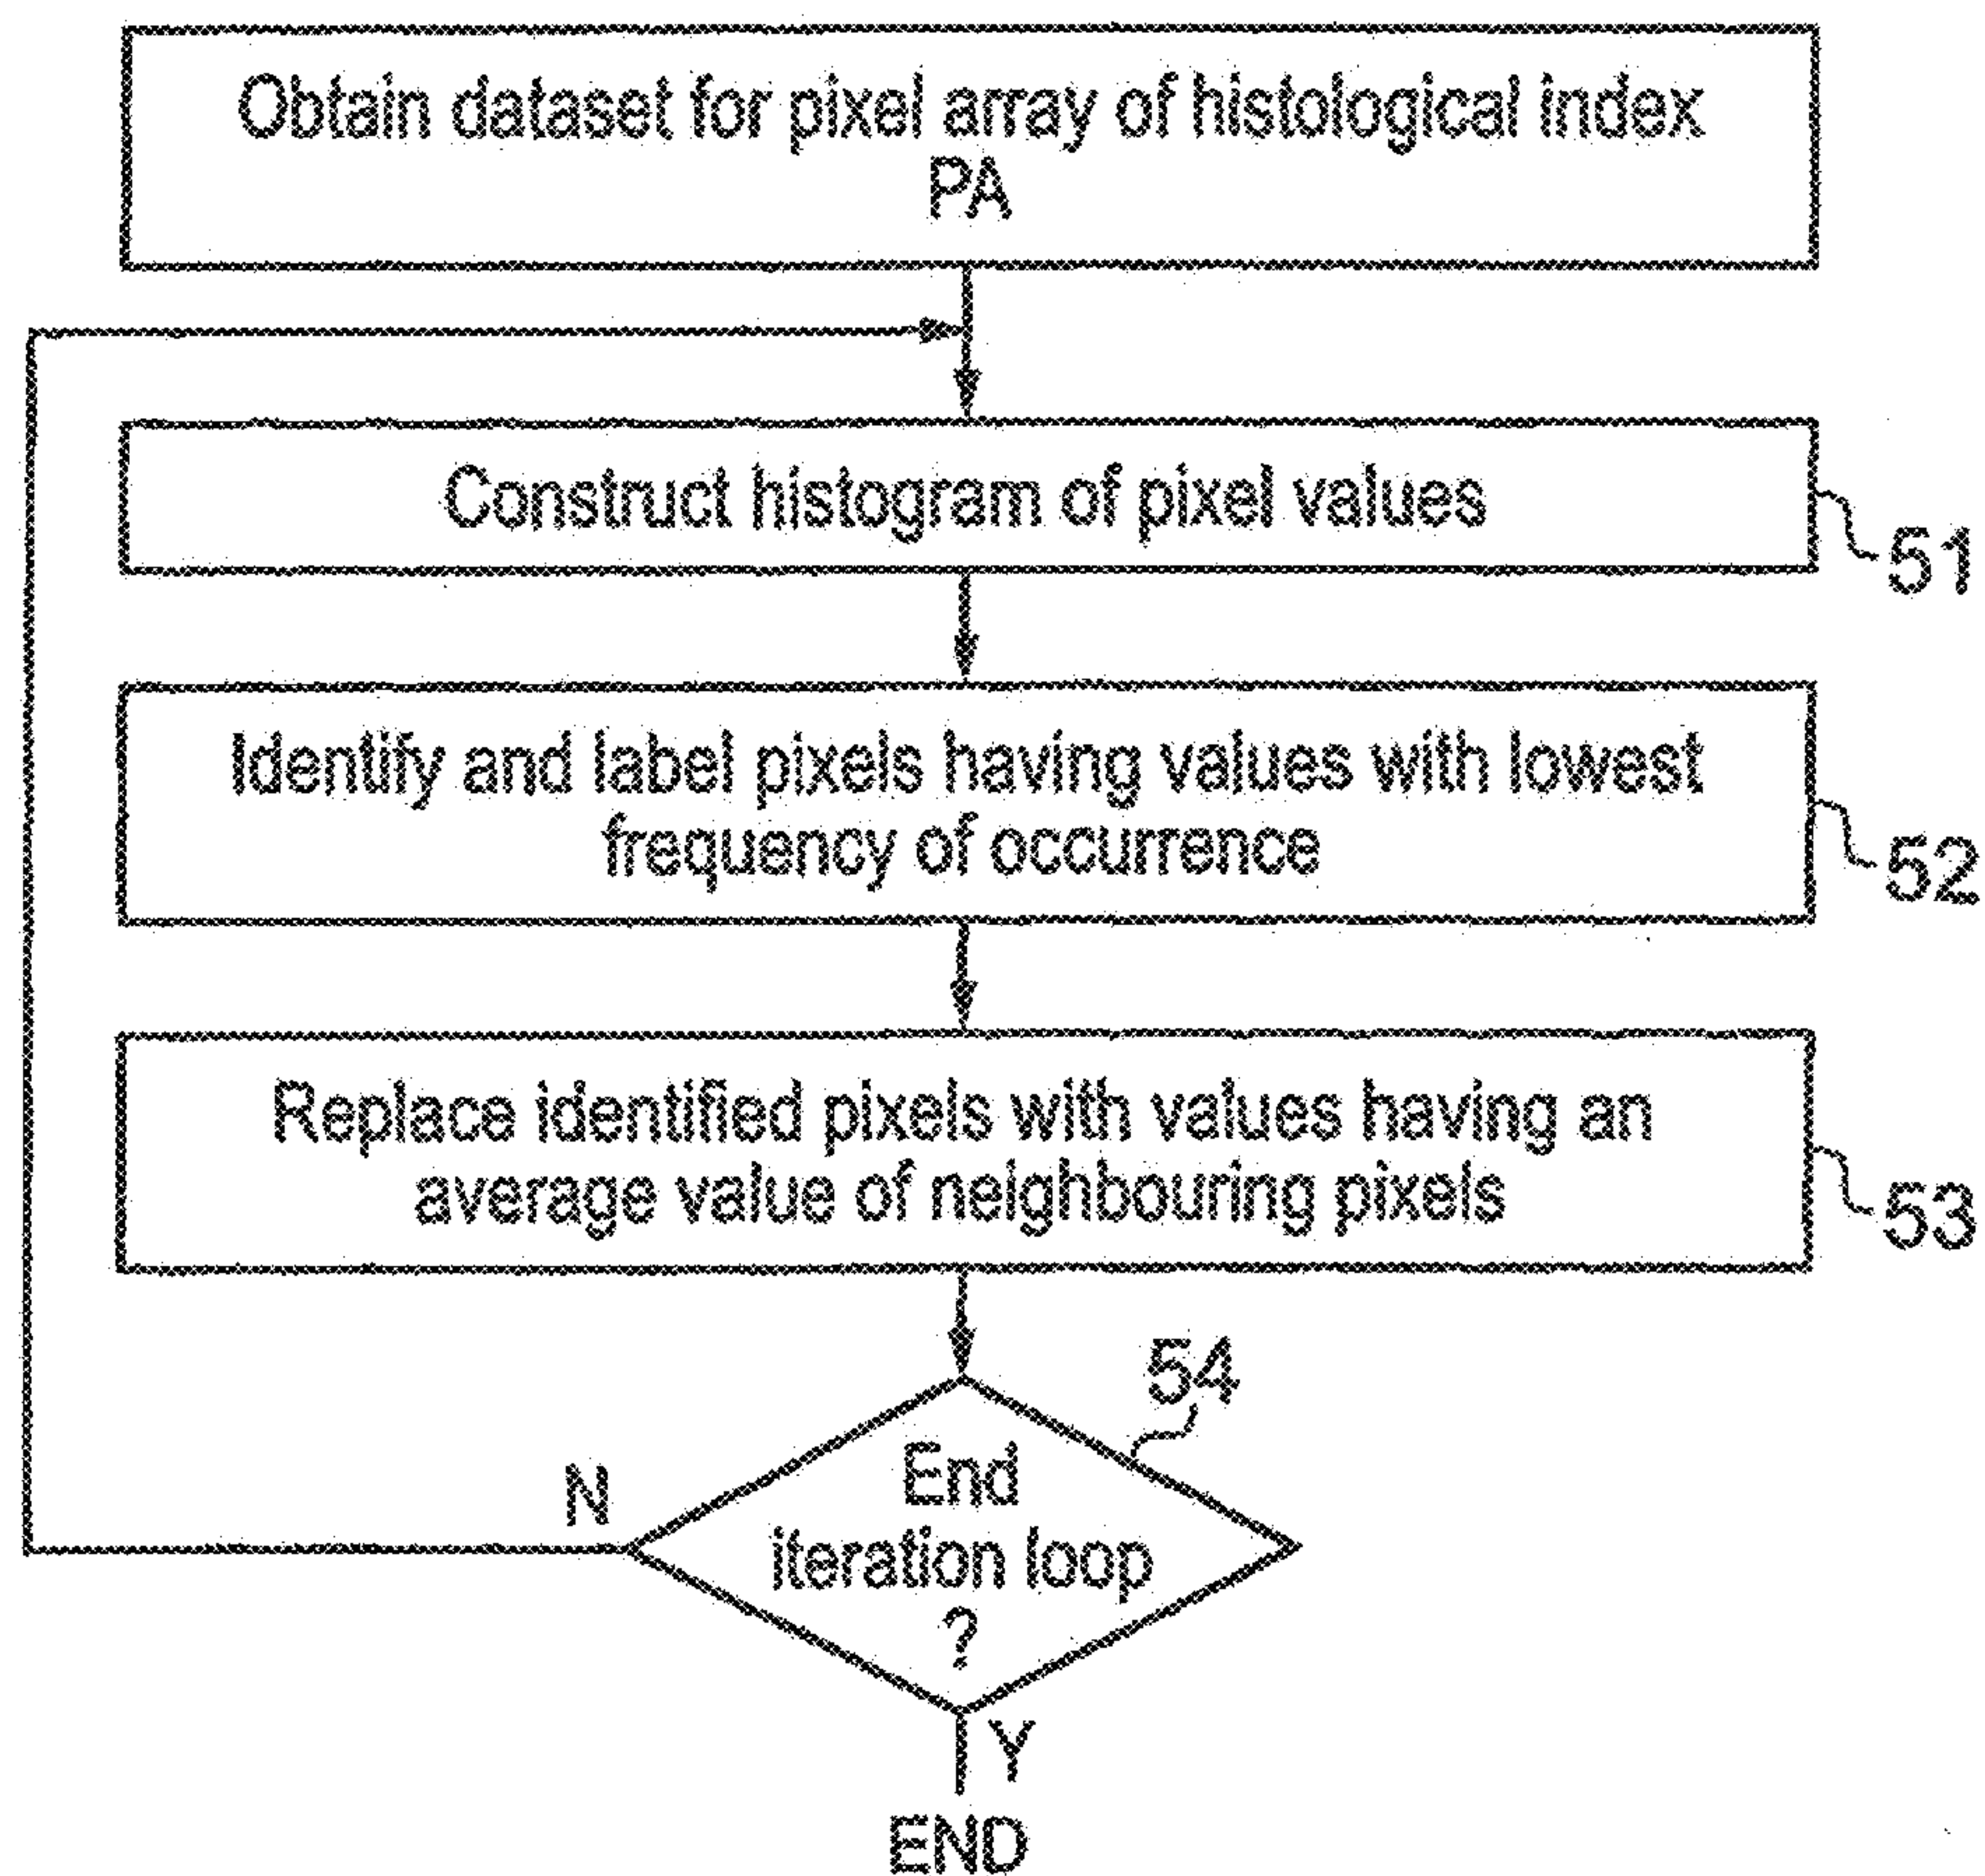 Obtain dataset for pixel array of histological index
PA
Construct histogram of pixel values
51
Identify and label pixels having values with lowest
frequency of occurrence
52
Replace identified pixels with values having an
average value of neighbouring pixels
53
54
End
iteration loop
?
N
Y
END